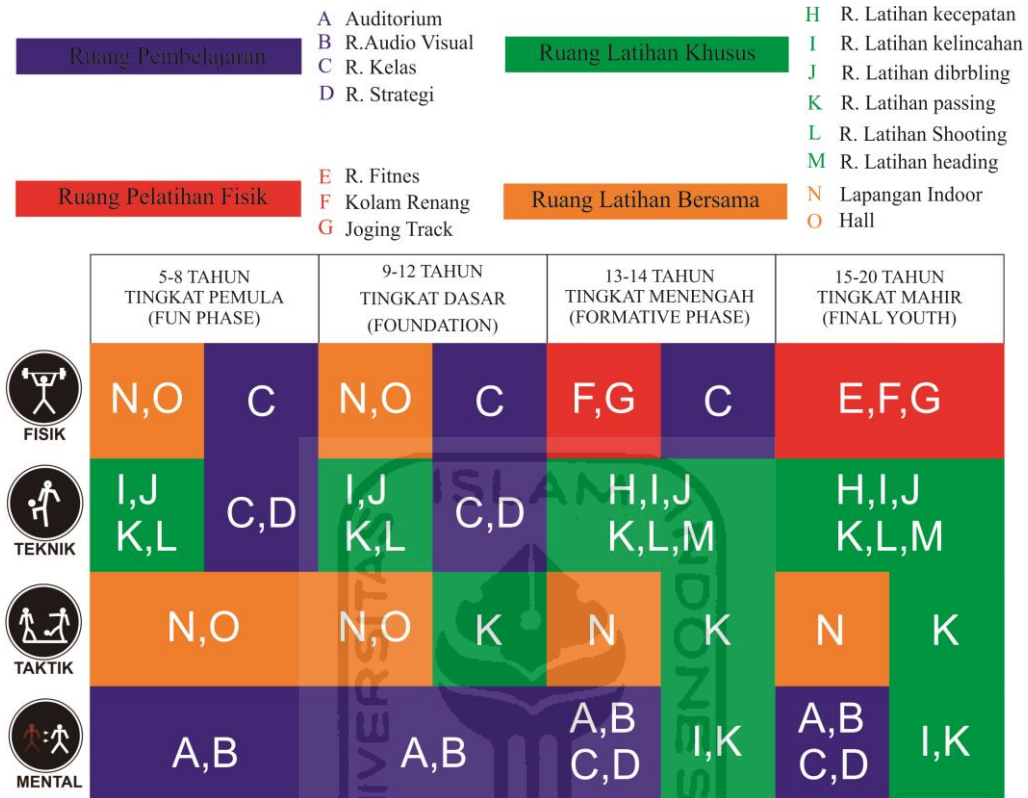 Ruang Pembelajaran
A Auditorium
B R.Audio Visual
C R. Kelas
D R. Strategi
Ruang Latihan Khusus
H R. Latihan kecepatan
I R. Latihan kelincahan
J R. Latihan dibrbling
K R. Latihan passing
L R. Latihan Shooting
M R. Latihan heading
Ruang Pelatihan Fisik
E R. Fitnes
F Kolam Renang
G Joging Track
Ruang Latihan Bersama
N Lapangan Indoor
O Hall
5-8 TAHUN
TINGKAT PEMULA
(FUN PHASE)
9-12 TAHUN
TINGKAT DASAR
(FOUNDATION)
13-14 TAHUN
TINGKAT MENENGAH
(FORMATIVE PHASE)
15-20 TAHUN
TINGKAT MAHIR
(FINAL YOUTH)
FISIK
N,O
C
N,O
C
F,G
C
E,F,G
TEKNIK
I,J
K,L
C,D
I,J
K,L
C,D
H,I,J
K,L,M
H,I,J
K,L,M
TAKTIK
N,O
N,O
K
N
K
N
K
MENTAL
A,B
A,B
A,B
C,D
I,K
A,B
C,D
I,K
UNIVERSITAS
ISLAM
INDONES